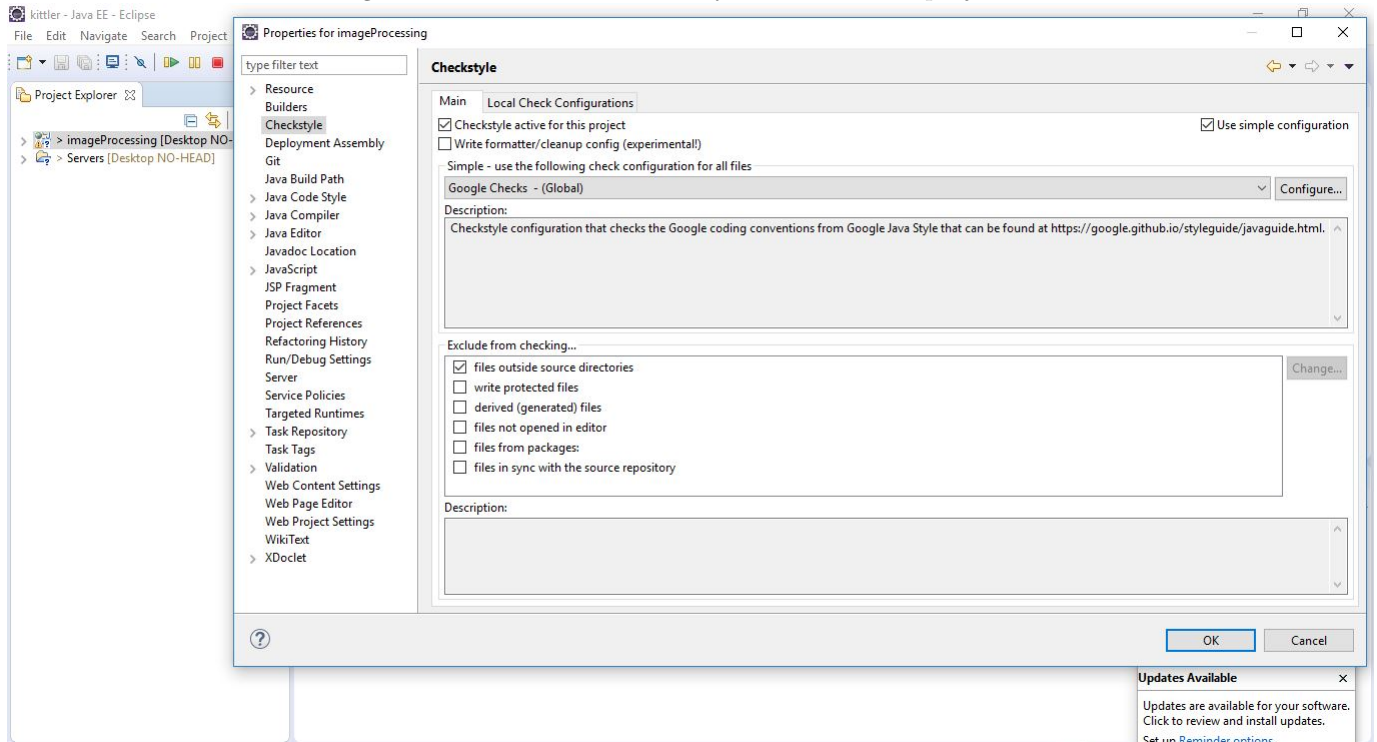 kittler - Java EE - Eclipse
File Edit Navigate Search Project
Project Explorer
> imageProcessing [Desktop NO-
> Servers [Desktop NO-HEAD]
Properties for imageProcessing
type filter text
Resource
Builders
Checkstyle
Deployment Assembly
Git
Java Build Path
Java Code Style
Java Compiler
Java Editor
Javadoc Location
JavaScript
JSP Fragment
Project Facets
Project References
Refactoring History
Run/Debug Settings
Server
Service Policies
Targeted Runtimes
Task Repository
Task Tags
Validation
Web Content Settings
Web Page Editor
Web Project Settings
WikiText
XDoclet
Checkstyle
Main Local Check Configurations
Checkstyle active for this project Use simple configuration
Write formatter/cleanup config (experimental!)
Simple - use the following check configuration for all files
Google Checks - (Global) Configure...
Description:
Checkstyle configuration that checks the Google coding conventions from Google Java Style that can be found at https://google.github.io/styleguide/javaguide.html.
Exclude from checking...
files outside source directories Change...
write protected files
derived (generated) files
files not opened in editor
files from packages:
files in sync with the source repository
Description:
OK Cancel
Updates Available
Updates are available for your software.
Click to review and install updates.
Set up Reminder options